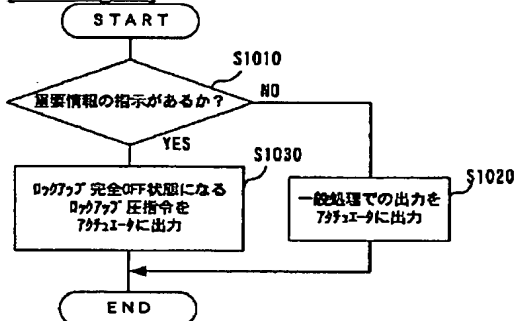 START
S1010
重要情報の指示があるか?
NO
YES
S1030
ロックアップ完全OFF状態になる
ロックアップ圧指令を
アクチュエータに出力
S1020
一般処理での出力を
アクチュエータに出力
END